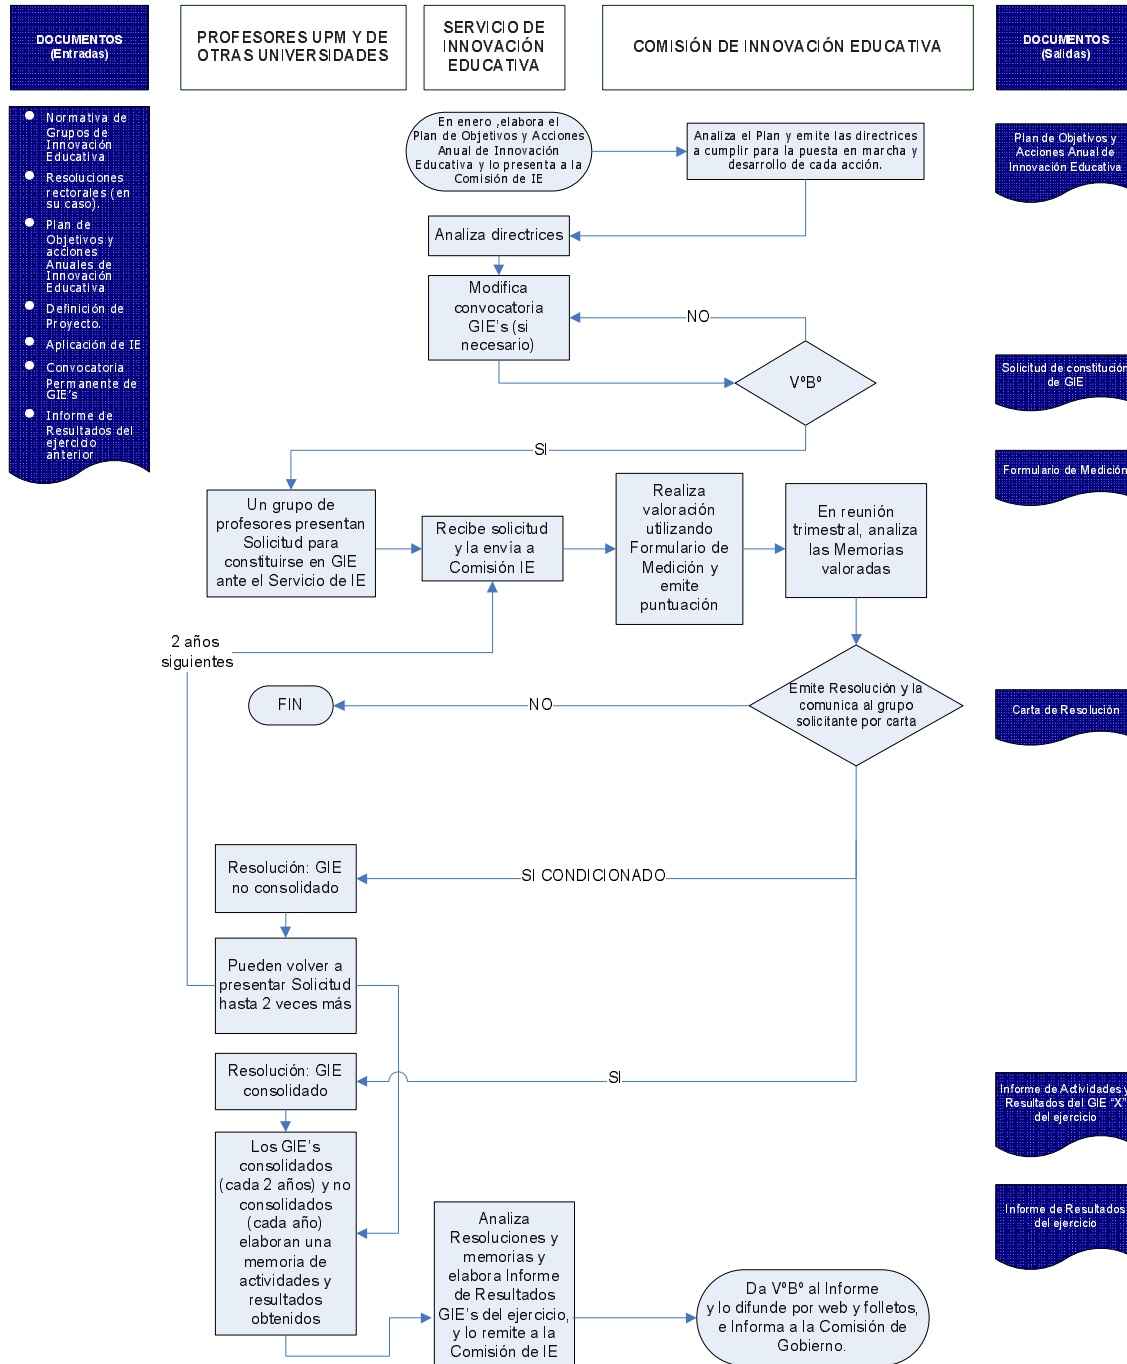 DOCUMENTOS
(Entradas)
PROFESORES UPM Y DE
OTRAS UNIVERSIDADES
SERVICIO DE
INNOVACIÓN
EDUCATIVA
COMISIÓN DE INNOVACIÓN EDUCATIVA
DOCUMENTOS
(Salidas)
Normativa de
Grupos de
Innovación
Educativa
Resoluciones
rectorales (en
su caso).
Plan de
Objetivos y
acciones
Anuales de
Innovación
Educativa
Definición de
Proyecto.
Aplicación de IE
Convocatoria
Permanente de
GIE's
Informe de
Resultados del
ejercicio
anterior
En enero ,elabora el
Plan de Objetivos y Acciones
Anual de Innovación
Educativa y lo presenta a la
Comisión de IE
Analiza el Plan y emite las directrices
a cumplir para la puesta en marcha y
desarrollo de cada acción.
Plan de Objetivos y
Acciones Anual de
Innovación Educativa
Analiza directrices
Modifica
convocatoria
GIE's (si
necesario)
NO
VºBº
SI
Solicitud de constitución
de GIE
Formulario de Medición
Un grupo de
profesores presentan
Solicitud para
constituirse en GIE
ante el Servicio de IE
Recibe solicitud
y la envía a
Comisión IE
Realiza
valoración
utilizando
Formulario de
Medición y
emite
puntuación
En reunión
trimestral, analiza
las Memorias
valoradas
2 años
siguientes
FIN
NO
Emite Resolución y la
comunica al grupo
solicitante por carta
Carta de Resolución
Resolución: GIE
no consolidado
SI CONDICIONADO
Pueden volver a
presentar Solicitud
hasta 2 veces más
Resolución: GIE
consolidado
SI
Informe de Actividades y
Resultados del GIE "X"
del ejercicio
Los GIE's
consolidados
(cada 2 años) y no
consolidados
(cada año)
elaboran una
memoria de
actividades y
resultados
obtenidos
Analiza
Resoluciones y
memorias y
elabora Informe
de Resultados
GIE's del ejercicio,
y lo remite a la
Comisión de IE
Da VºBº al Informe
y lo difunde por web y folletos,
e Informa a la Comisión de
Gobierno.
Informe de Resultados
del ejercicio